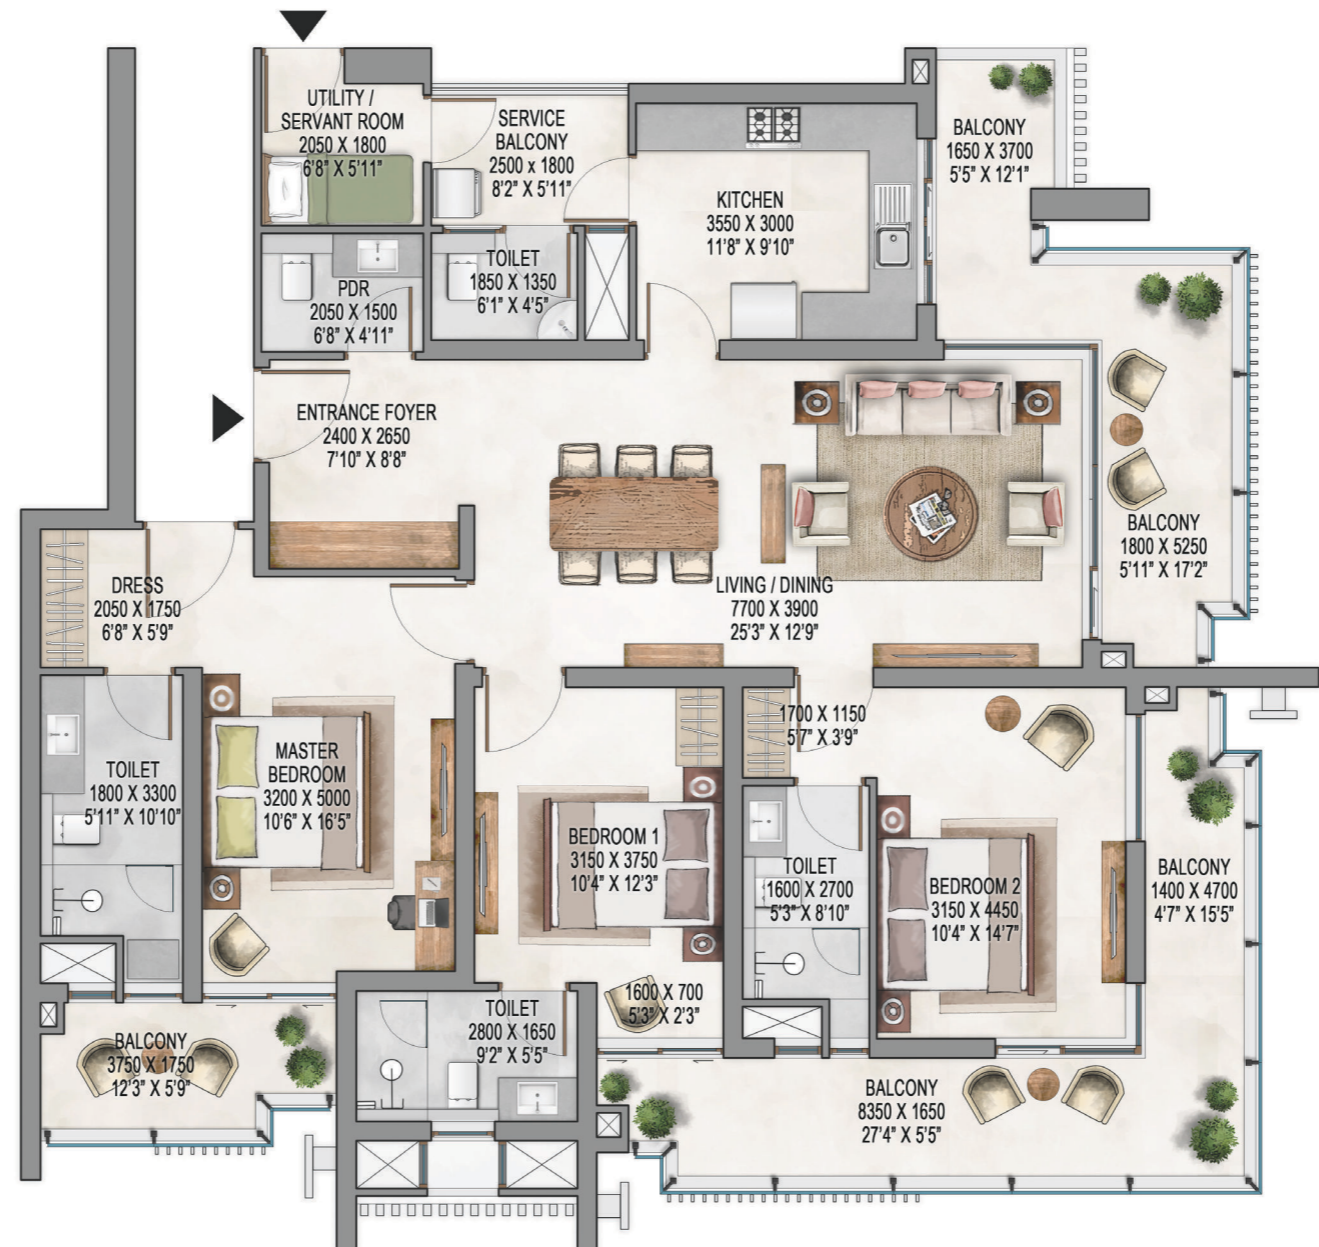 UTILITY /
SERVANT ROOM
2050 X 1800
6'8" X 5'11"
SERVICE
BALCONY
2500 x 1800
8'2" X 5'11"
KITCHEN
3550 X 3000
11'8" X 9'10"
BALCONY
1650 X 3700
5'5" X 12'1"
PDR
2050 X 1500
6'8" X 4'11"
TOILET
1850 X 1350
6'1" X 4'5"
ENTRANCE FOYER
2400 X 2650
7'10" X 8'8"
BALCONY
1800 X 5250
5'11" X 17'2"
DRESS
2050 X 1750
6'8" X 5'9"
LIVING / DINING
7700 X 3900
25'3" X 12'9"
1700 X 1150
5'7" X 3'9"
TOILET
1800 X 3300
5'11" X 10'10"
MASTER
BEDROOM
3200 X 5000
10'6" X 16'5"
BEDROOM 1
3150 X 3750
10'4" X 12'3"
TOILET
1600 X 2700
5'3" X 8'10"
BEDROOM 2
3150 X 4450
10'4" X 14'7"
BALCONY
1400 X 4700
4'7" X 15'5"
1600 X 700
5'3" X 2'3"
TOILET
2800 X 1650
9'2" X 5'5"
BALCONY
3750 X 1750
12'3" X 5'9"
BALCONY
8350 X 1650
27'4" X 5'5"